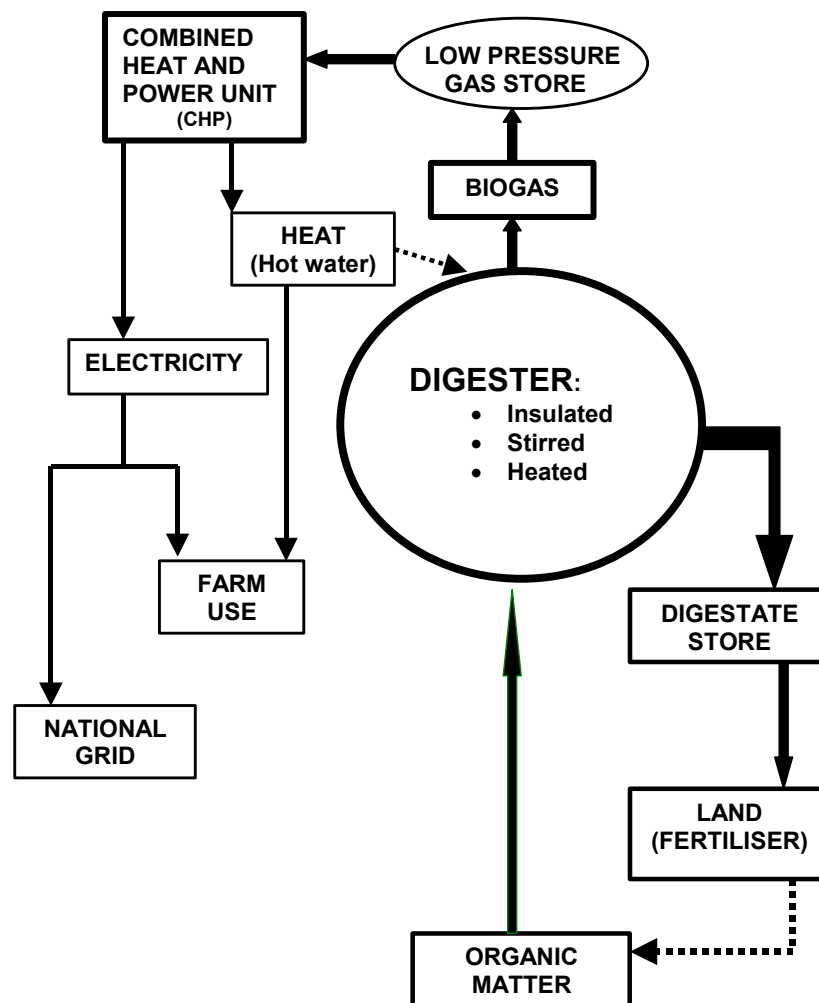 COMBINED
HEAT AND
POWER UNIT
(CHP)
LOW PRESSURE
GAS STORE
BIOGAS
HEAT
(Hot water)
ELECTRICITY
DIGESTER:
• Insulated
• Stirred
• Heated
FARM
USE
DIGESTATE
STORE
NATIONAL
GRID
LAND
(FERTILISER)
ORGANIC
MATTER